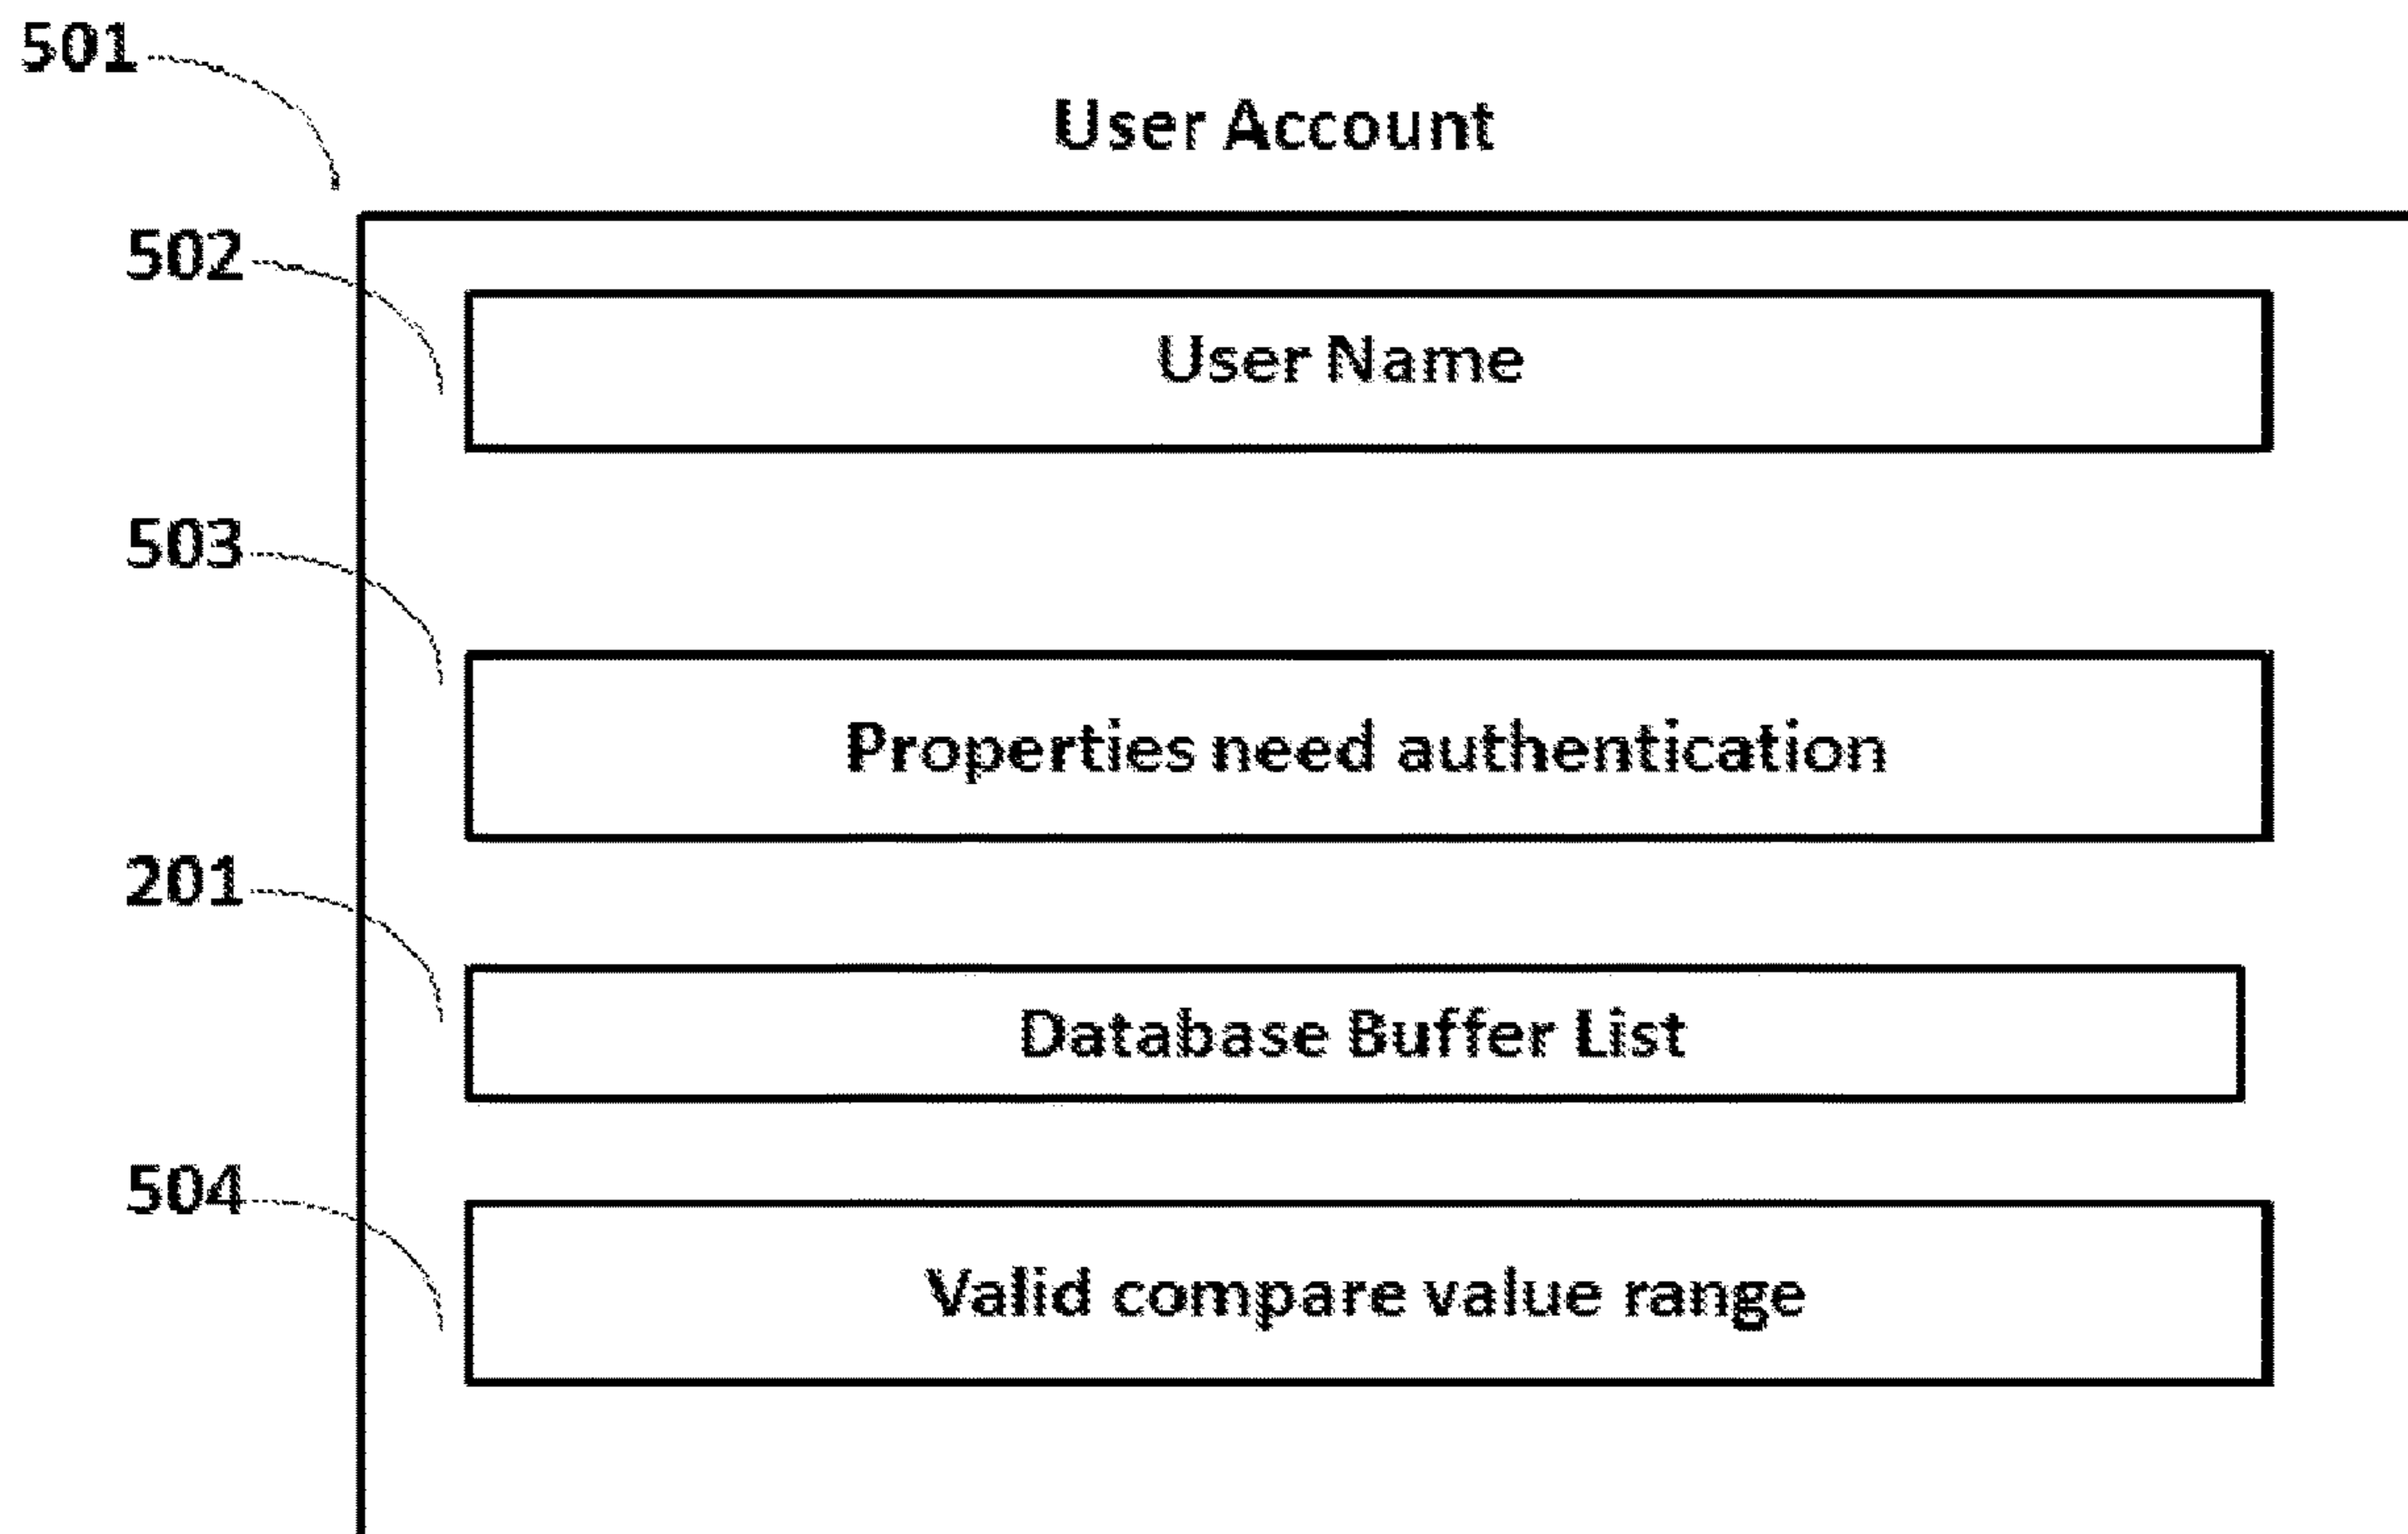 501
User Account
502
User Name
503
Properties need authentication
201
Database Buffer List
504
Valid compare value range